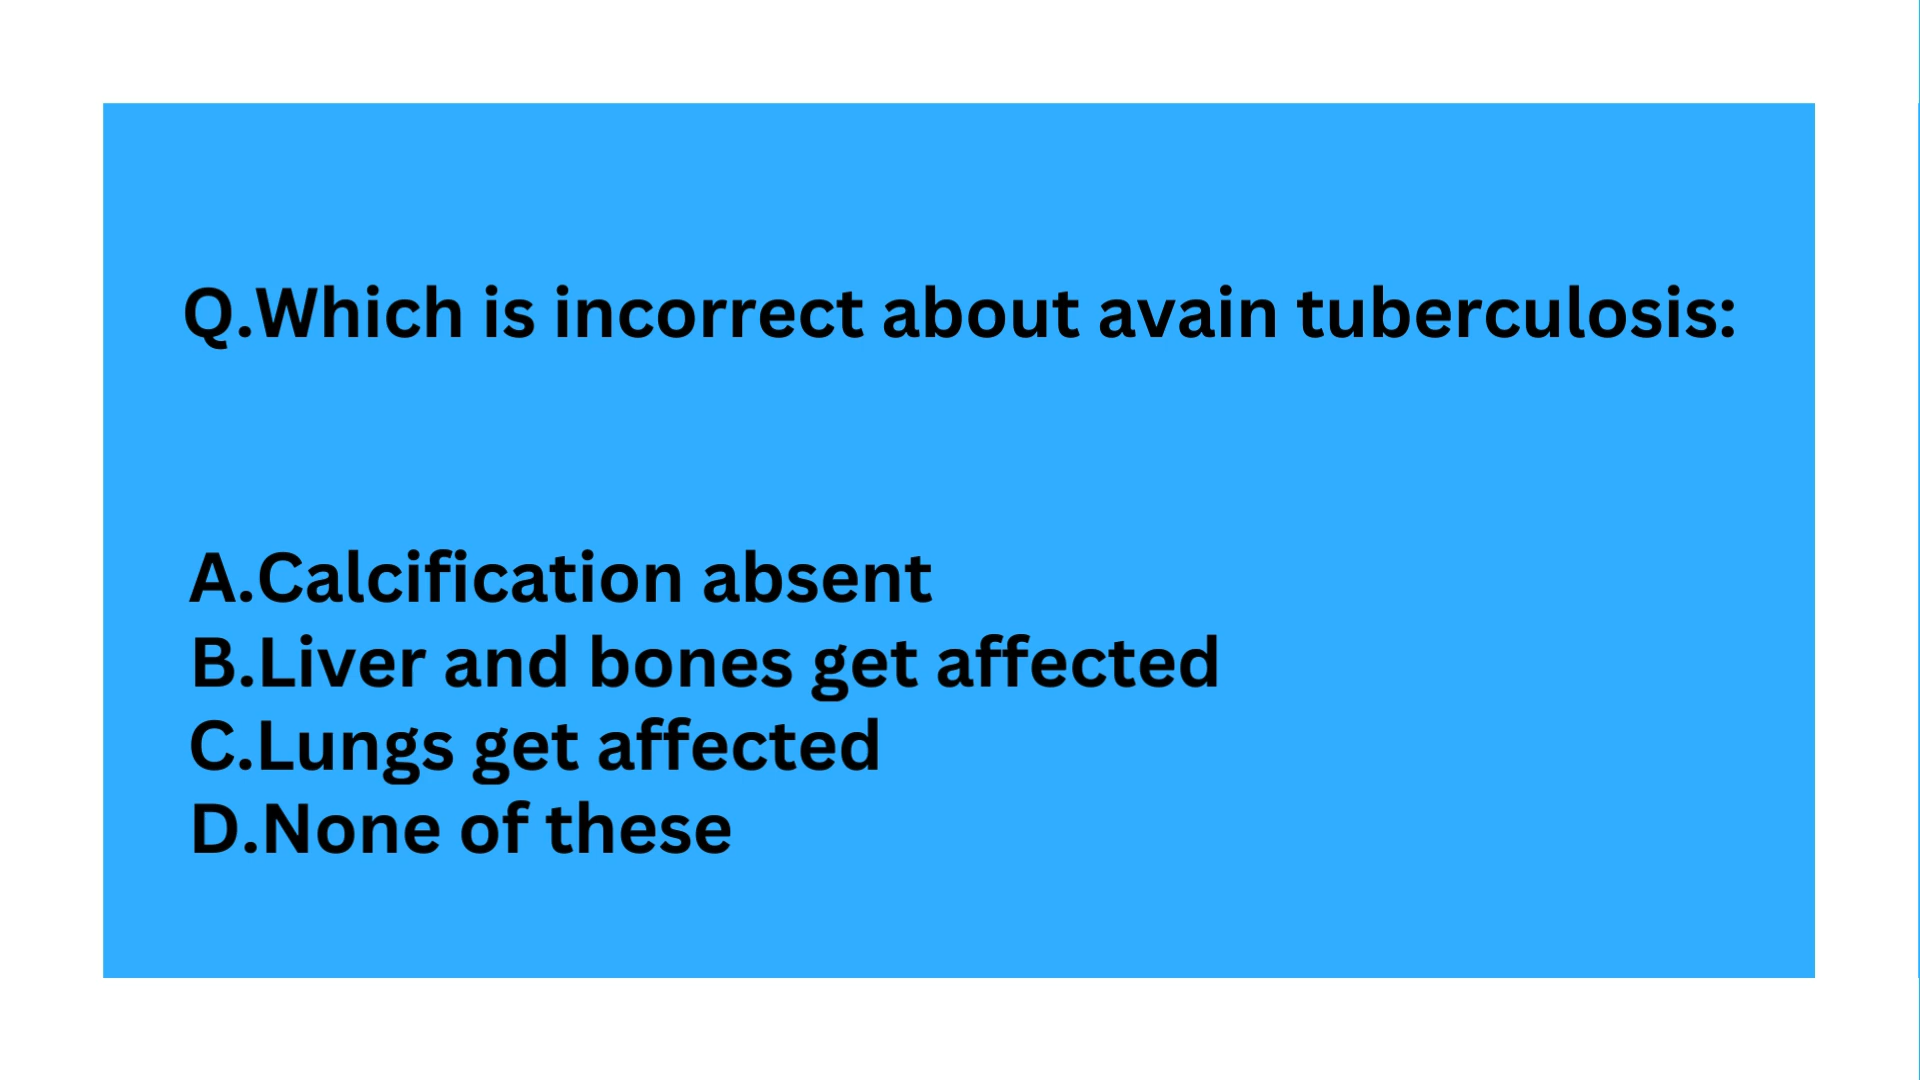 Q.Which is incorrect about avain tuberculosis:
A.Calcification absent
B.Liver and bones get affected
C.Lungs get affected
D.None of these